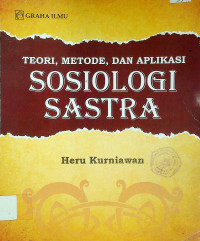 GRAHA ILMU
TEORI, METODE, DAN APLIKASI
SOSIOLOGI
SASTRA
Heru Kurniawan